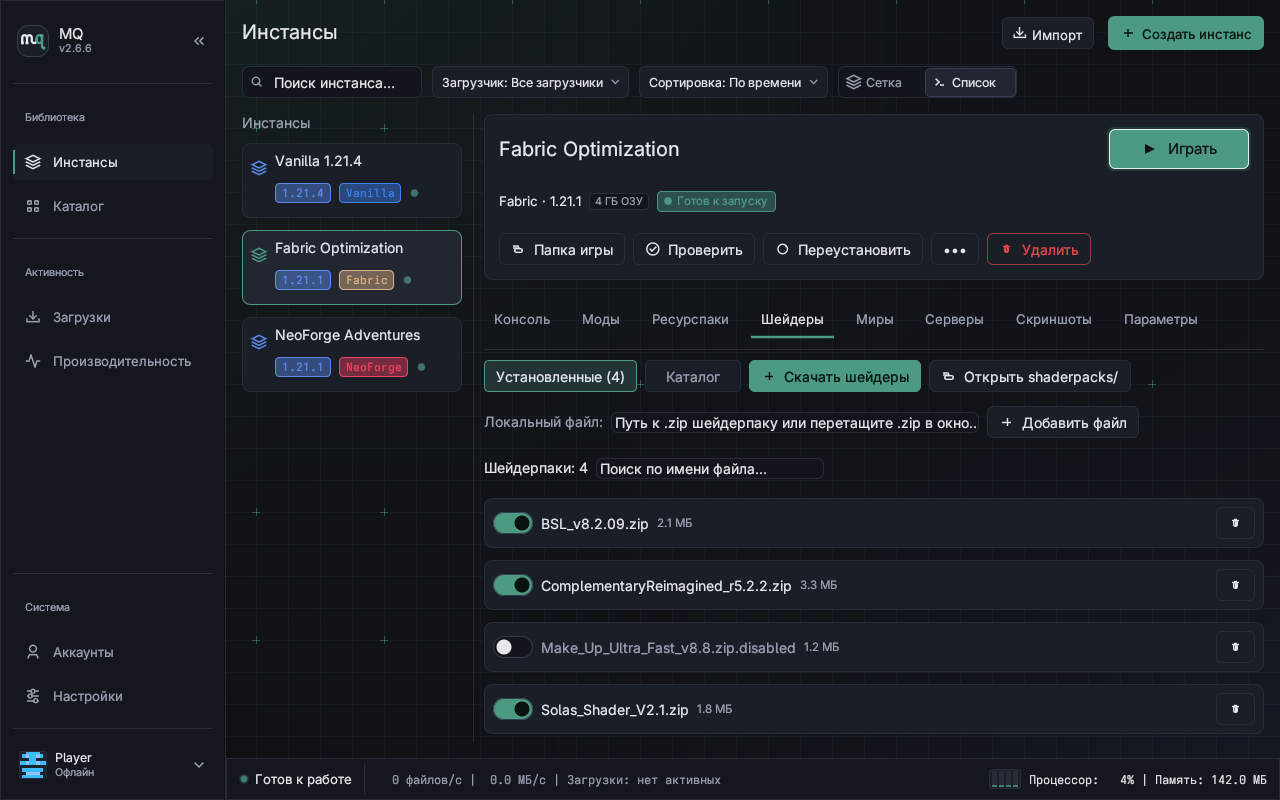 MQ
v2.6.6
Библиотека
Инстансы
Каталог
Активность
Загрузки
Производительность
Система
Аккаунты
Настройки
Player
Офлайн
Инстансы
Импорт
+ Создать инстанс
Поиск инстанса...
Загрузчик: Все загрузчики
Сортировка: По времени
Сетка
Список
Инстансы
Vanilla 1.21.4
1.21.4 Vanilla
Fabric Optimization
1.21.1 Fabric
NeoForge Adventures
1.21.1 NeoForge
Fabric Optimization
Играть
Fabric · 1.21.1 4 ГБ ОЗУ Готов к запуску
Папка игры
Проверить
Переустановить
•••
Удалить
Консоль Моды Ресурспаки Шейдеры Миры Серверы Скриншоты Параметры
Установленные (4) Каталог + Скачать шейдеры Открыть shaderpacks/
Локальный файл: Путь к .zip шейдерпаку или перетащите .zip в окно.. + Добавить файл
Шейдерпаки: 4 Поиск по имени файла...
BSL_v8.2.09.zip 2.1 МБ
ComplementaryReimagined_r5.2.2.zip 3.3 МБ
Make_Up_Ultra_Fast_v8.8.zip.disabled 1.2 МБ
Solas_Shader_V2.1.zip 1.8 МБ
Готов к работе 0 файлов/с | 0.0 МБ/с | Загрузки: нет активных Процессор: 4% | Память: 142.0 МБ